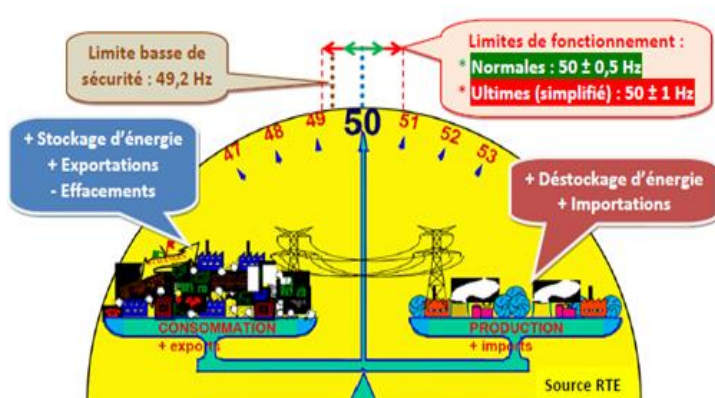 Limite basse de
sécurité : 49,2 Hz
Limites de fonctionnement :
* Normales : 50 ± 0,5 Hz
* Ultimes (simplifié) : 50 ± 1 Hz
47
48
49
50
51
52
53
+ Stockage d'énergie
+ Exportations
- Effacements
+ Déstockage d'énergie
+ Importations
CONSOMMATION
+ exports
PRODUCTION
+ imports
Source RTE